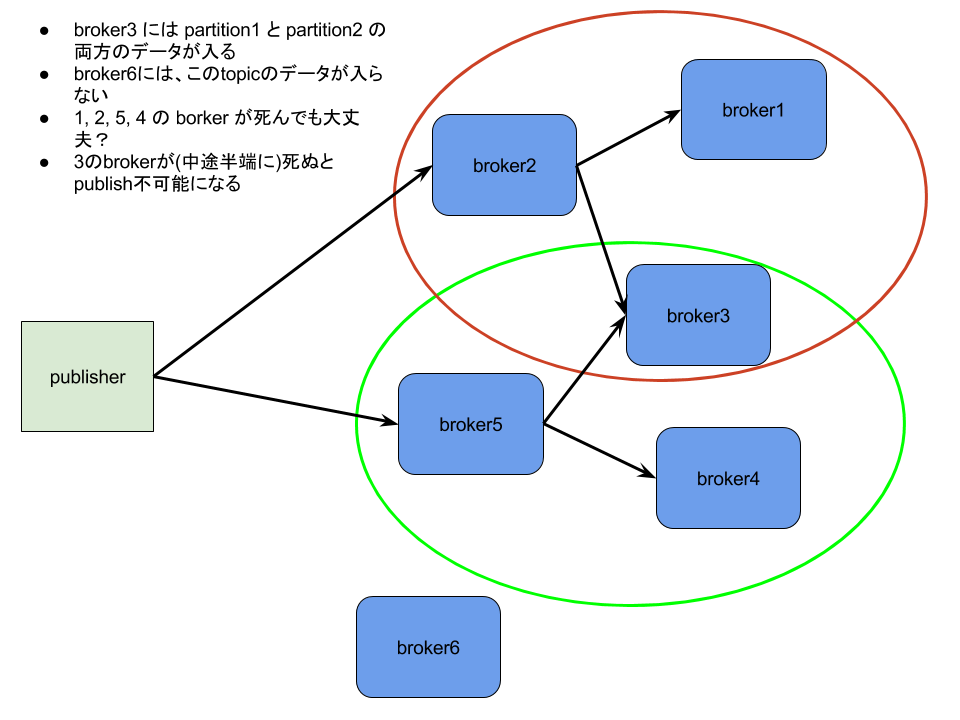 ● broker3 には partition1 と partition2 の
両方のデータが入る
● broker6には、このtopicのデータが入ら
ない
● 1, 2, 5, 4 の borker が死んでも大丈
夫？
● 3のbrokerが(中途半端に)死ぬと
publish不可能になる
broker1
broker2
broker3
publisher
broker5
broker4
broker6